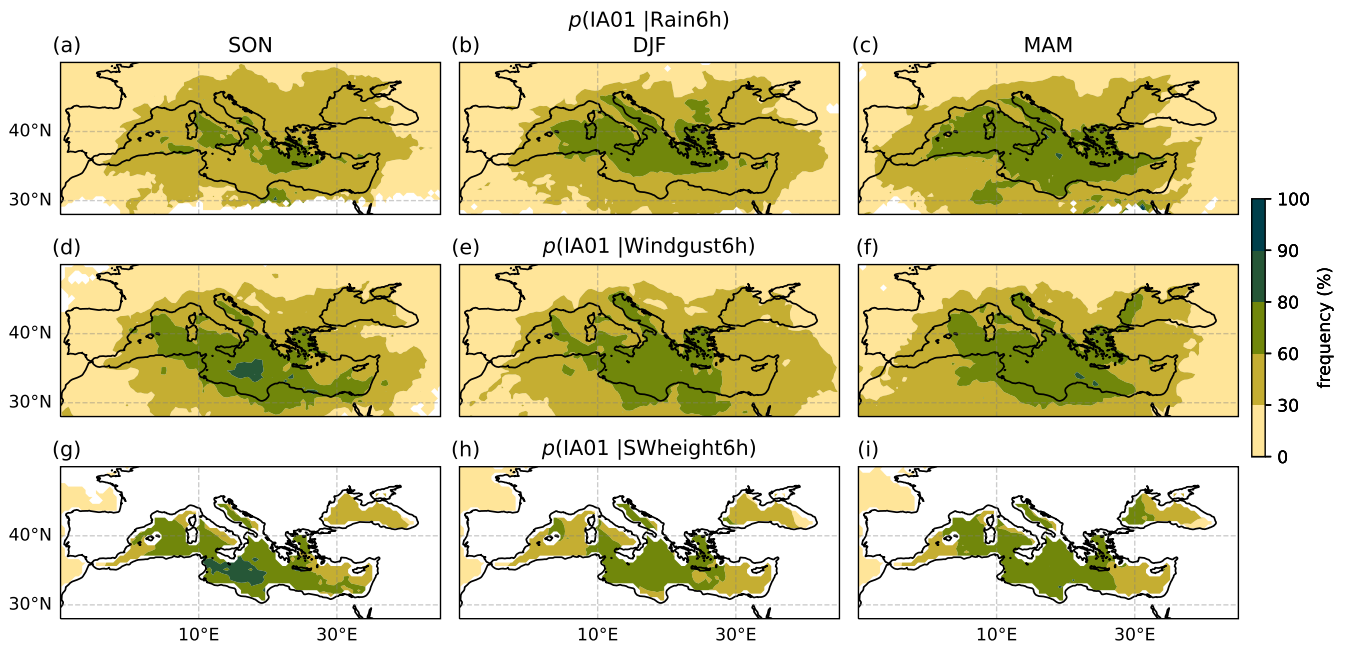 p(IA01 |Rain6h)
(a) SON (b) DJF (c) MAM
40°N
30°N
(d) (e) p(IA01 |Windgust6h) (f)
40°N
30°N
(g) (h) p(IA01 |SWheight6h) (i)
40°N
30°N
10°E 30°E 10°E 30°E 10°E 30°E
100
90
80
60
30
0
frequency (%)